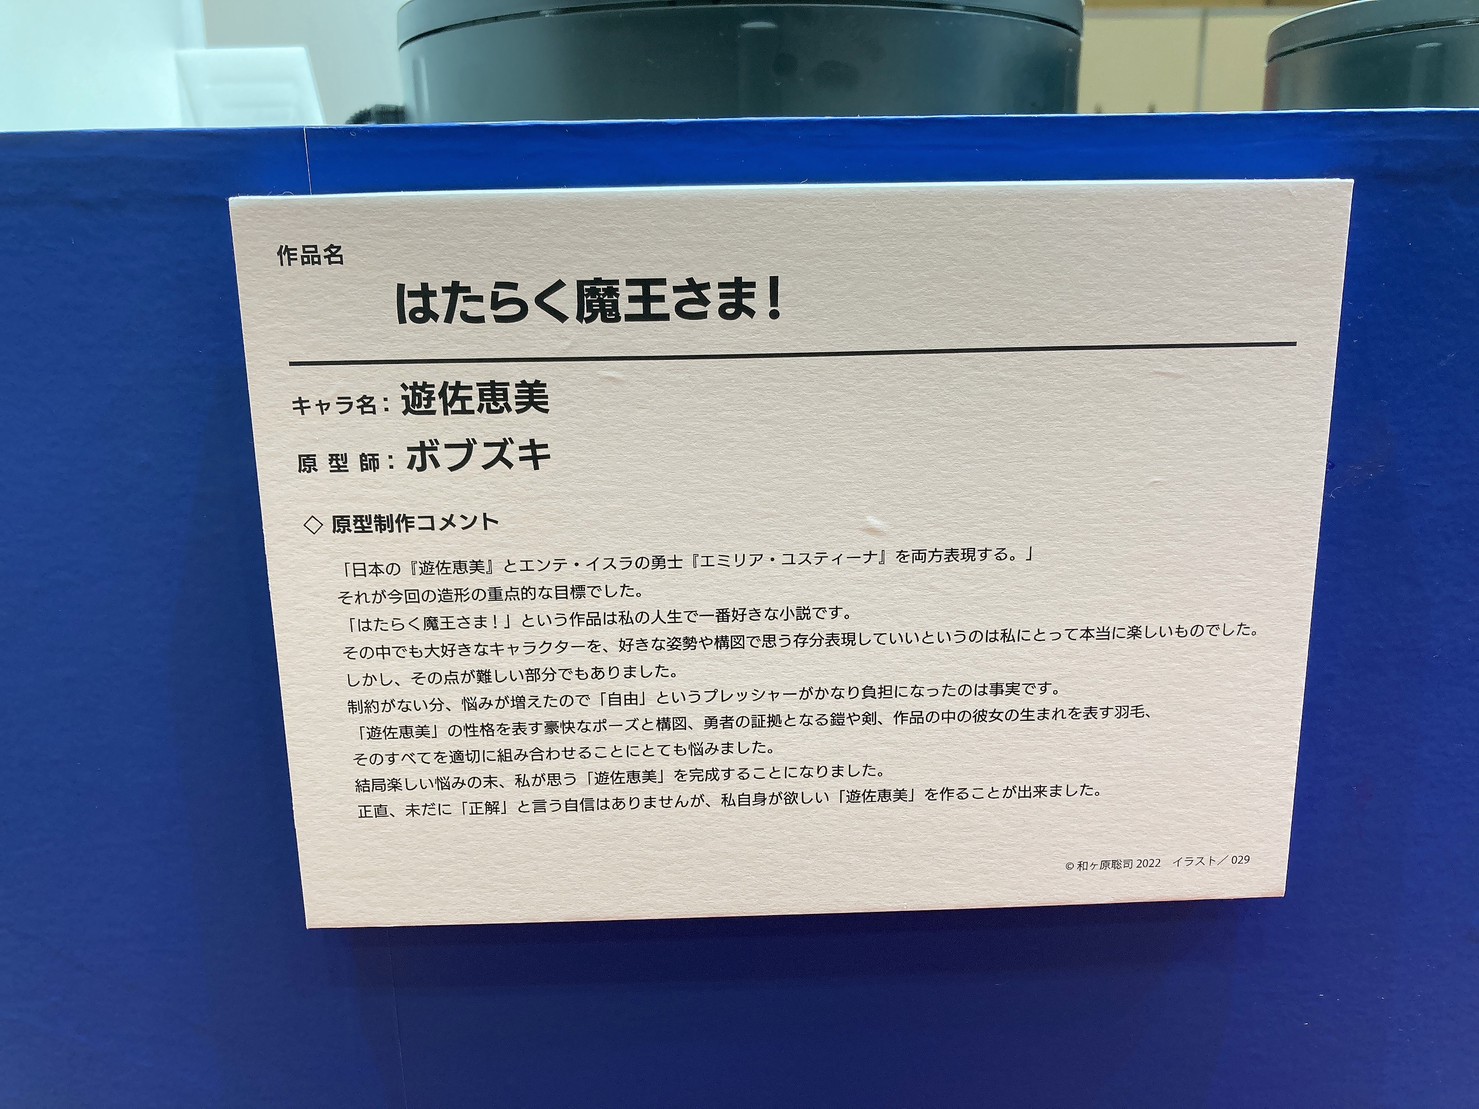 作品名
はたらく魔王さま！
キャラ名：遊佐恵美
原型師：ボブズキ
◇ 原型制作コメント
「日本の『遊佐恵美』とエンテ・イスラの勇士『エミリア・ユスティーナ』を両方表現する。」
それが今回の造形の重点的な目標でした。
「はたらく魔王さま！」という作品は私の人生で一番好きな小説です。
その中でも大好きなキャラクターを、好きな姿勢や構図で思う存分表現していいというのは私にとって本当に楽しいものでした。
しかし、その点が難しい部分でもありました。
制約がない分、悩みが増えたので「自由」というプレッシャーがかなり負担になったのは事実です。
「遊佐恵美」の性格を表す豪快なポーズと構図、勇者の証拠となる鎧や剣、作品の中の彼女の生まれを表す羽毛、
そのすべてを適切に組み合わせることにとても悩みました。
結局楽しい悩みの末、私が思う「遊佐恵美」を完成することになりました。
正直、未だに「正解」と言う自信はありませんが、私自身が欲しい「遊佐恵美」を作ることが出来ました。
© 和ヶ原聡司 2022　イラスト／ 029